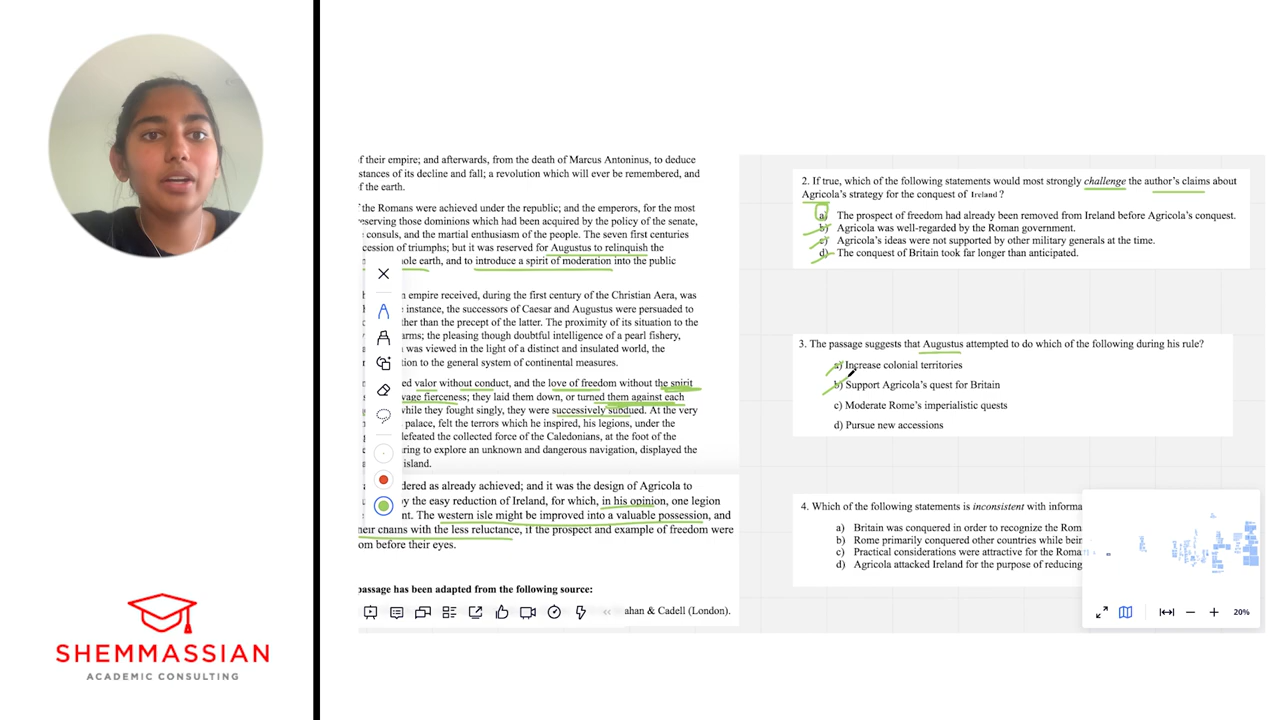 of their empire; and afterwards, from the death of Marcus Antoninus, to deduce
stances of its decline and fall; a revolution which will ever be remembered, and
of the earth.
f the Romans were achieved under the republic; and the emperors, for the most
eserving those dominions which had been acquired by the policy of the senate,
consuls, and the martial enthusiasm of the people. The seven first centuries
cession of triumphs; but it was reserved for Augustus to relinquish the
ole earth, and to introduce a spirit of moderation into the public
n empire received, during the first century of the Christian Aera, was
instance, the successors of Caesar and Augustus were persuaded to
ther than the precept of the latter. The proximity of its situation to the
arms; the pleasing though doubtful intelligence of a pearl fishery,
was viewed in the light of a distinct and insulated world, the
tion to the general system of continental measures.
ed valor without conduct, and the love of freedom without the spirit
vage fierceness; they laid them down, or turned them against each
while they fought singly, they were successively subdued. At the very
palace, felt the terrors which he inspired, his legions, under the
defeated the collected force of the Caledonians, at the foot of the
ring to explore an unknown and dangerous navigation, displayed the
island.
dered as already achieved; and it was the design of Agricola to
y the easy reduction of Ireland, for which, in his opinion, one legion
nt. The western isle might be improved into a valuable possession, and
heir chains with the less reluctance, if the prospect and example of freedom were
om before their eyes.
passage has been adapted from the following source:
ahan & Cadell (London).
2. If true, which of the following statements would most strongly challenge the author's claims about
Agricola's strategy for the conquest of Ireland?
a) The prospect of freedom had already been removed from Ireland before Agricola's conquest.
b) Agricola was well-regarded by the Roman government.
c) Agricola's ideas were not supported by other military generals at the time.
d) The conquest of Britain took far longer than anticipated.
3. The passage suggests that Augustus attempted to do which of the following during his rule?
a) Increase colonial territories
b) Support Agricola's quest for Britain
c) Moderate Rome's imperialistic quests
d) Pursue new accessions
4. Which of the following statements is inconsistent with informa
a) Britain was conquered in order to recognize the Rom
b) Rome primarily conquered other countries while bein
c) Practical considerations were attractive for the Roma
d) Agricola attacked Ireland for the purpose of reducing
20%
SHEMMASSIAN
ACADEMIC CONSULTING